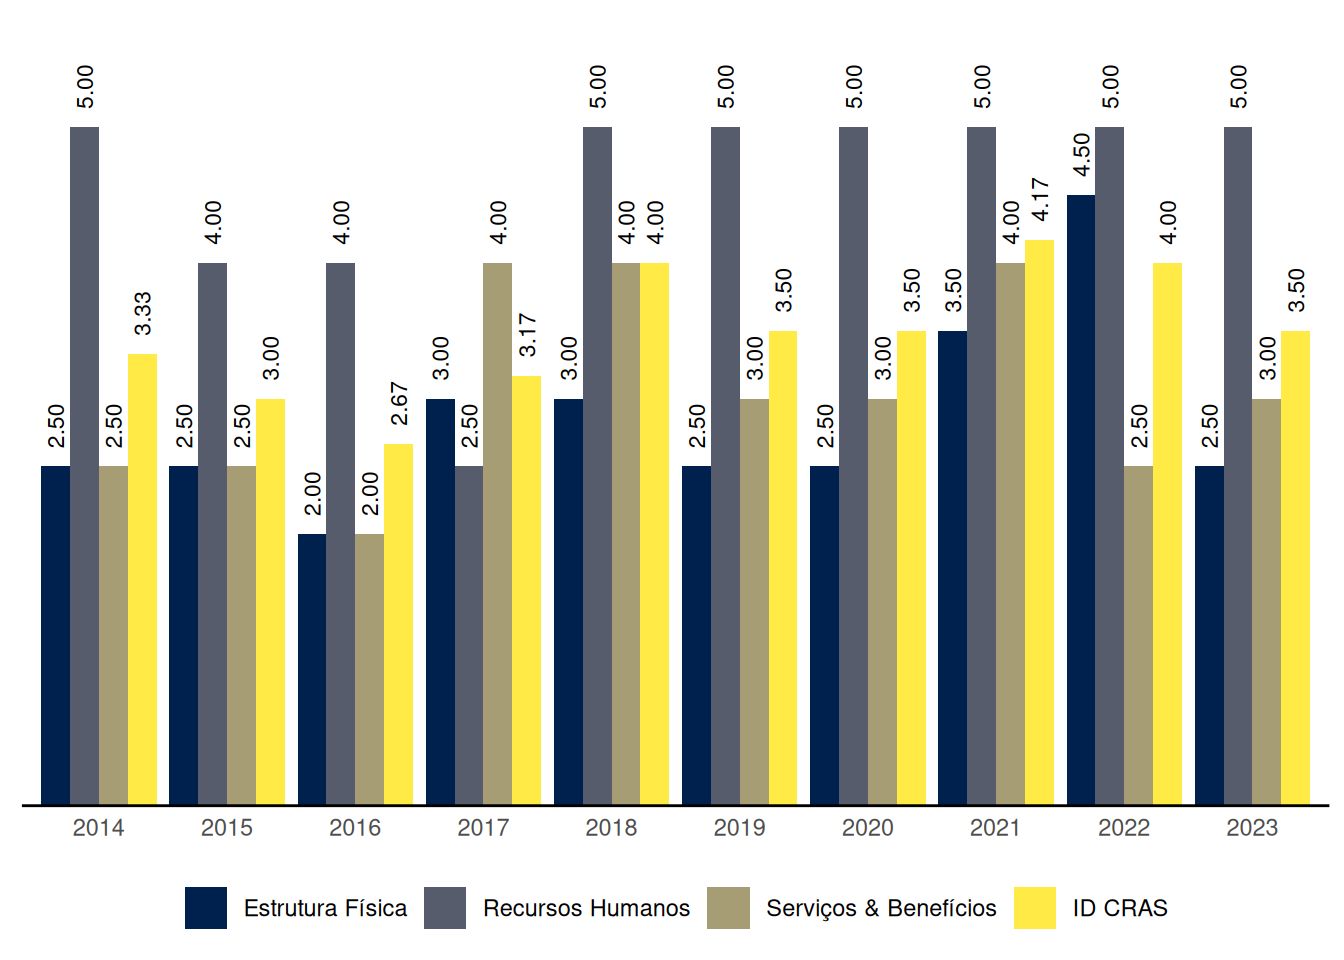 5.00 5.00 5.00 5.00 5.00 5.00 5.00
4.50
4.17
4.00 4.00 4.00 4.00 4.00 4.00 4.00
3.33 3.50 3.50 3.50 3.50
3.00 3.00 3.17 3.00 3.00 3.00 3.00
2.67
2.50 2.50 2.50 2.50 2.50 2.50 2.50 2.50 2.50
2.00 2.00
2014 2015 2016 2017 2018 2019 2020 2021 2022 2023
Estrutura Física Recursos Humanos Serviços & Benefícios ID CRAS